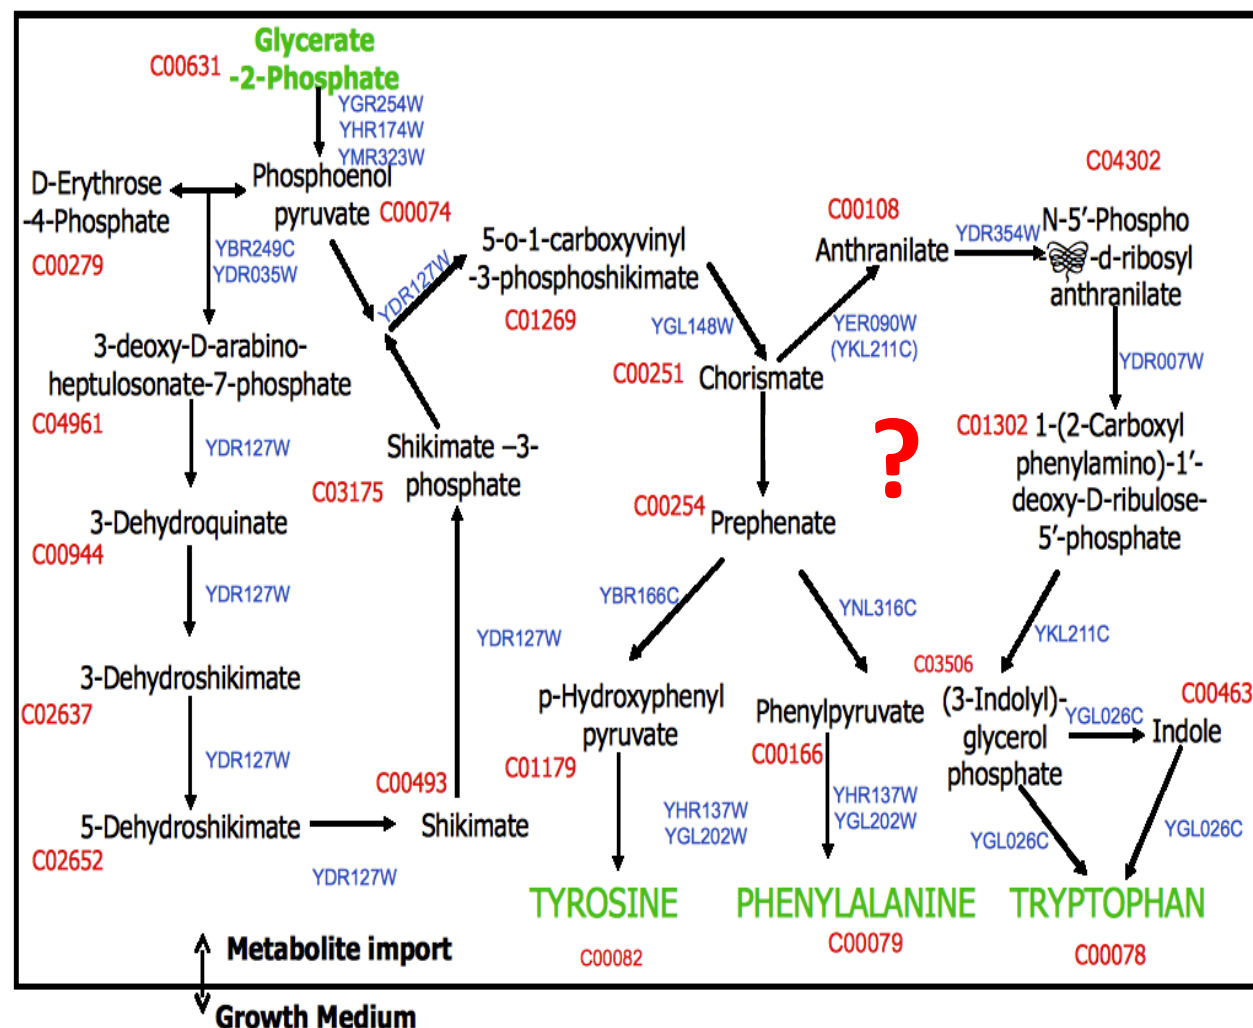 Glycerate
-2-Phosphate
C00631
YGR254W
YHR174W
YMR323W
D-Erythrose
-4-Phosphate
C00279
Phosphoenol
pyruvate
C00074
YBR249C
YDR035W
3-deoxy-D-arabino-
heptulosonate-7-phosphate
C04961
YDR127W
3-Dehydroquinate
C00944
YDR127W
3-Dehydroshikimate
C02637
YDR127W
5-Dehydroshikimate
C02652
YDR127W
C00493
Shikimate
YDR127W
Shikimate –3-
phosphate
C03175
YDR127W
5-o-1-carboxyvinyl
-3-phosphoshikimate
C01269
YGL148W
C00251
Chorismate
YER090W
(YKL211C)
C00108
Anthranilate
YDR354W
C04302
N-5’-Phospho
-d-ribosyl
anthranilate
YDR007W
C01302
1-(2-Carboxyl
phenylamino)-1’-
deoxy-D-ribulose-
5’-phosphate
?
C00254
Prephenate
YBR166C
YNL316C
YKL211C
p-Hydroxyphenyl
pyruvate
C01179
Phenylpyruvate
C00166
C03506
(3-Indolyl)-
glycerol
phosphate
YGL026C
C00463
Indole
YHR137W
YGL202W
YHR137W
YGL202W
YGL026C
YGL026C
TYROSINE
C00082
PHENYLALANINE
C00079
TRYPTOPHAN
C00078
Metabolite import
Growth Medium